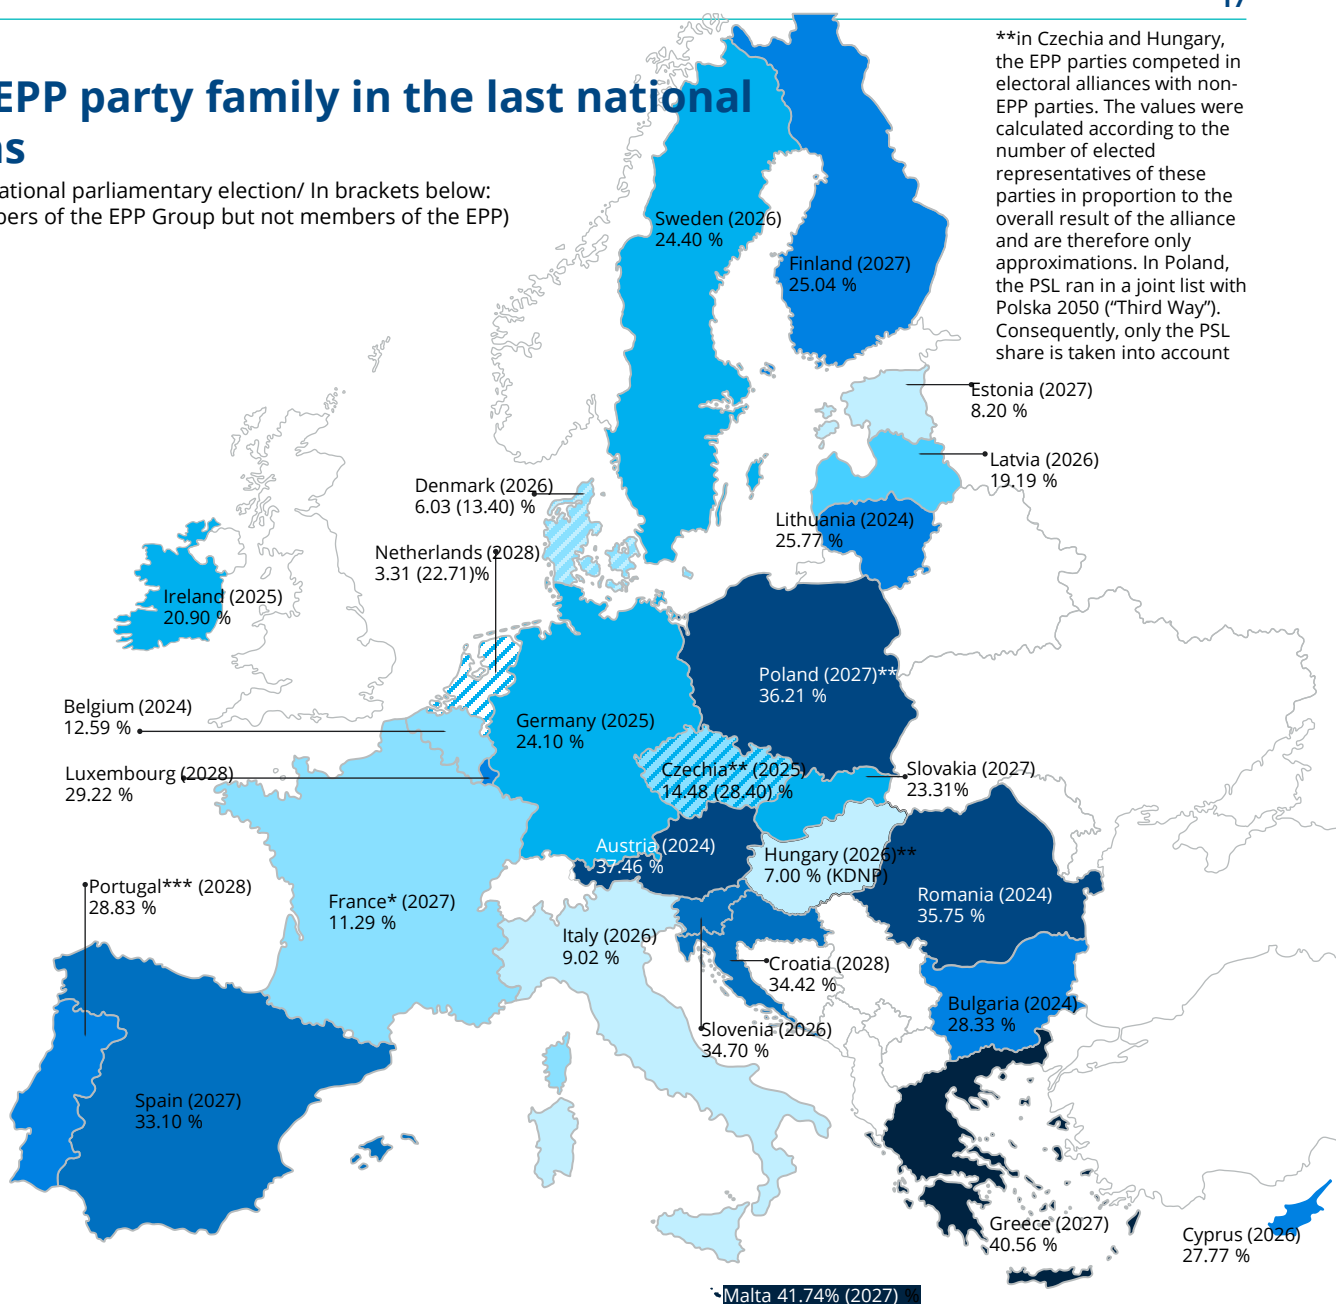 17
EPP party family in the last national
ational parliamentary election/ In brackets below:
bers of the EPP Group but not members of the EPP)
**in Czechia and Hungary,
the EPP parties competed in
electoral alliances with non-
EPP parties. The values were
calculated according to the
number of elected
representatives of these
parties in proportion to the
overall result of the alliance
and are therefore only
approximations. In Poland,
the PSL ran in a joint list with
Polska 2050 (“Third Way”).
Consequently, only the PSL
share is taken into account
Sweden (2026)
24.40 %
Finland (2027)
25.04 %
Estonia (2027)
8.20 %
Latvia (2026)
19.19 %
Denmark (2026)
6.03 (13.40) %
Lithuania (2024)
25.77 %
Netherlands (2028)
3.31 (22.71)%
Ireland (2025)
20.90 %
Poland (2027)**
36.21 %
Belgium (2024)
12.59 %
Germany (2025)
24.10 %
Luxembourg (2028)
29.22 %
Czechia** (2025)
14.48 (28.40) %
Slovakia (2027)
23.31%
Austria (2024)
37.46 %
Hungary (2026)**
7.00 % (KDNP)
Portugal*** (2028)
28.83 %
France* (2027)
11.29 %
Romania (2024)
35.75 %
Italy (2026)
9.02 %
Croatia (2028)
34.42 %
Bulgaria (2024)
28.33 %
Slovenia (2026)
34.70 %
Spain (2027)
33.10 %
Greece (2027)
40.56 %
Cyprus (2026)
27.77 %
Malta 41.74% (2027) %